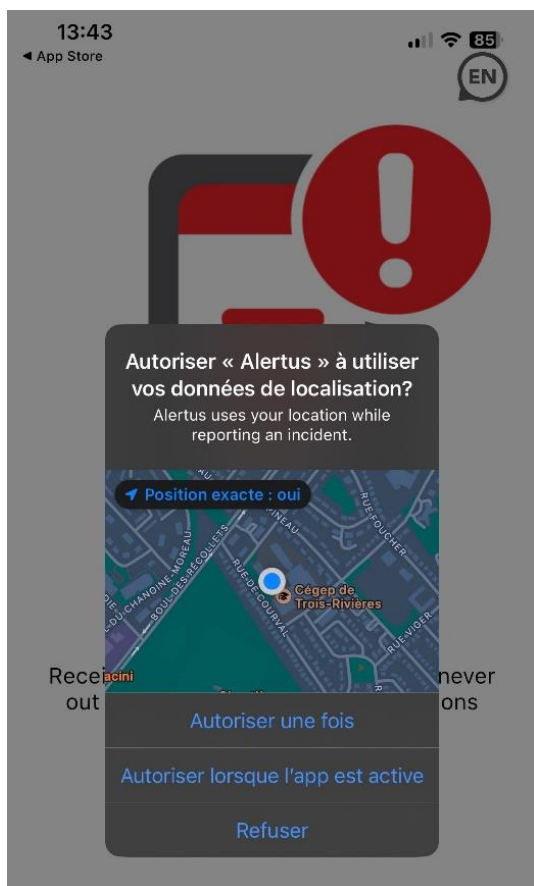 13:43
85
◀ App Store
EN
Autoriser « Alertus » à utiliser
vos données de localisation?
Alertus uses your location while
reporting an incident.
Position exacte : oui
BOUL-DES-RÉCOLLETS
RUE-DE-COURVAL
RUE-FOUCHER
RUE-VIGER
Cégep de
Trois-Rivières
acini
Recei never
out ons
Autoriser une fois
Autoriser lorsque l'app est active
Refuser